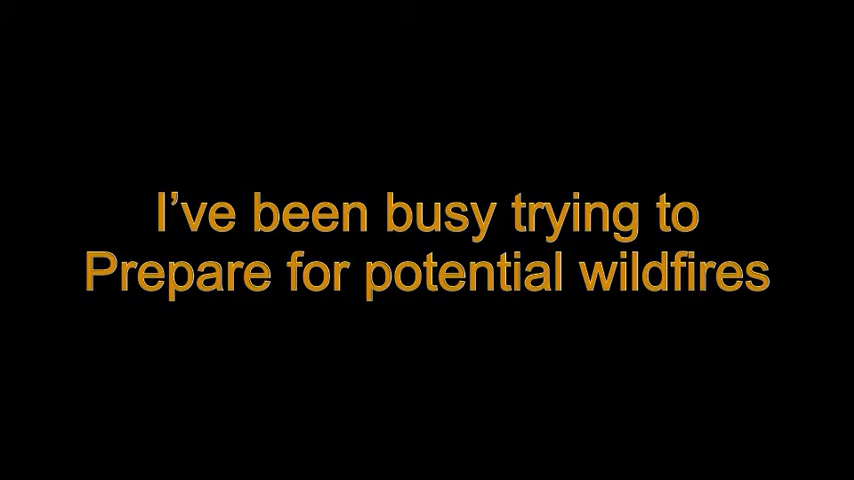 I’ve been busy trying to
Prepare for potential wildfires